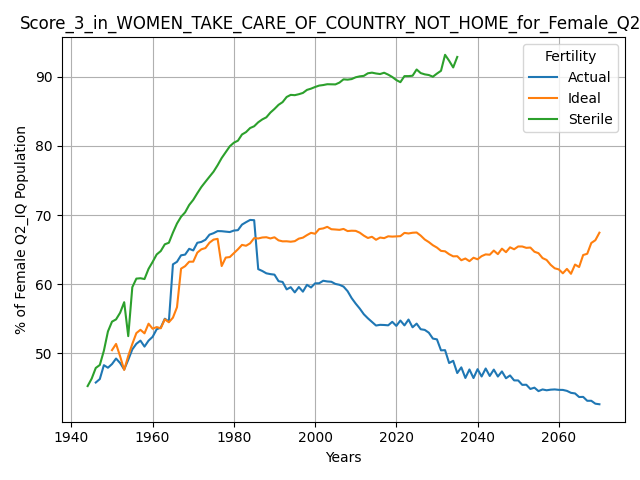 Score_3_in_WOMEN_TAKE_CARE_OF_COUNTRY_NOT_HOME_for_Female_Q2
Fertility
Actual
Ideal
Sterile
% of Female Q2_IQ Population
90
80
70
60
50
1940
1960
1980
2000
2020
2040
2060
Years